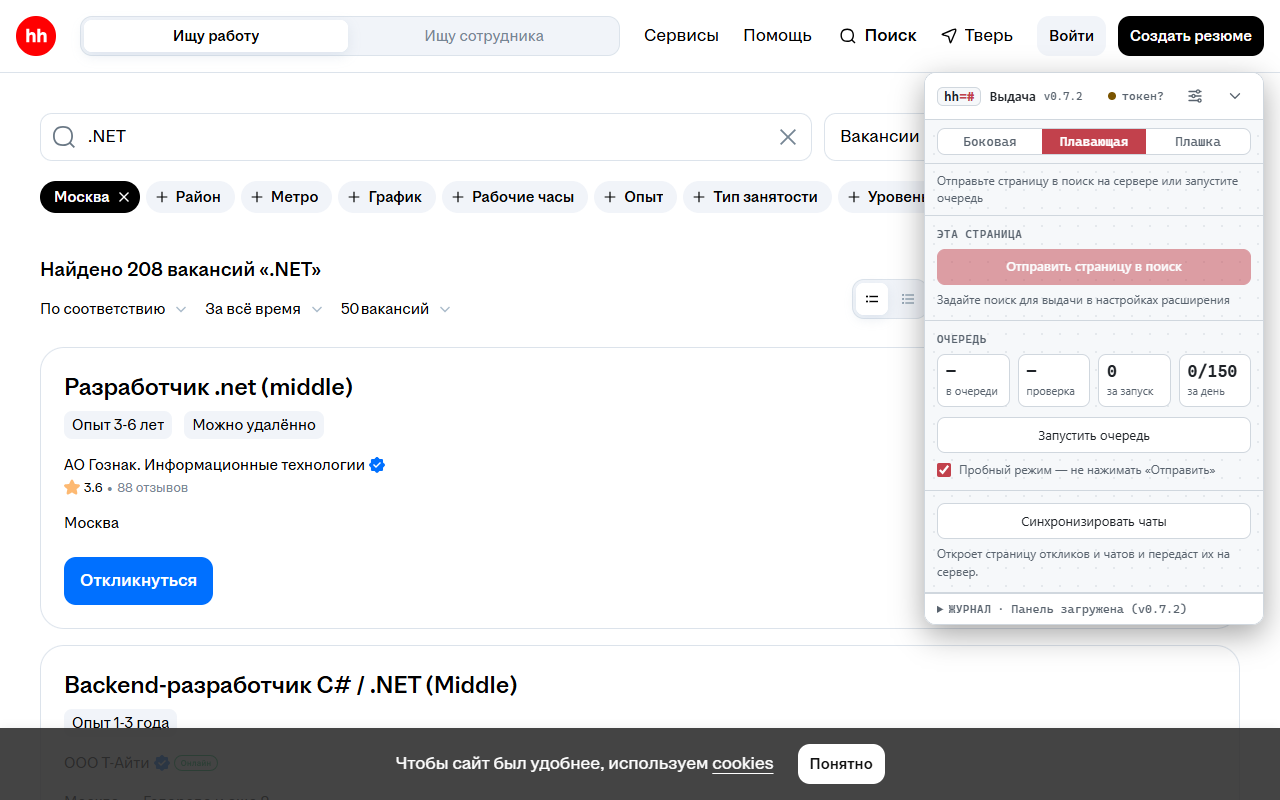 hh
Ищу работу
Ищу сотрудника
Сервисы
Помощь
Поиск
Тверь
Войти
Создать резюме
.NET
Вакансии
Москва
Район
Метро
График
Рабочие часы
Опыт
Тип занятости
Найдено 208 вакансий «.NET»
По соответствию
За всё время
50 вакансий
Разработчик .net (middle)
Опыт 3-6 лет
Можно удалённо
АО Гознак. Информационные технологии
3.6 • 88 отзывов
Москва
Откликнуться
Backend-разработчик C# / .NET (Middle)
Опыт 1-3 года
ООО Т-Айти
Онлайн
Чтобы сайт был удобнее, используем cookies
Понятно
hh=#
Выдача
v0.7.2
токен?
Боковая
Плавающая
Плашка
Отправьте страницу в поиск на сервере или запустите
очередь
ЭТА СТРАНИЦА
Отправить страницу в поиск
Задайте поиск для выдачи в настройках расширения
ОЧЕРЕДЬ
—
в очереди
—
проверка
0
за запуск
0/150
за день
Запустить очередь
Пробный режим — не нажимать «Отправить»
Синхронизировать чаты
Откроет страницу откликов и чатов и передаст их на
сервер.
ЖУРНАЛ · Панель загружена (v0.7.2)